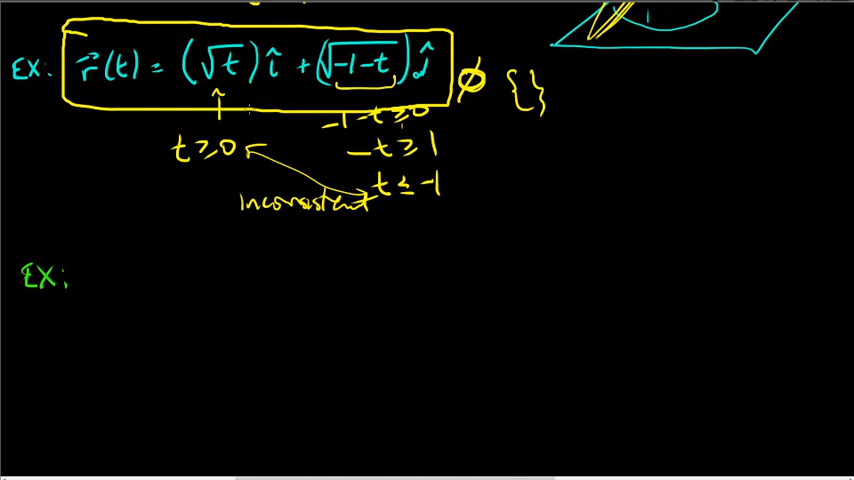 EX: r⃗(t) = (√t) î + (√-1-t) ĵ ∅ { }
-1-t ≥ 0
t ≥ 0 -t ≥ 1
t ≤ -1
inconsistent
EX: